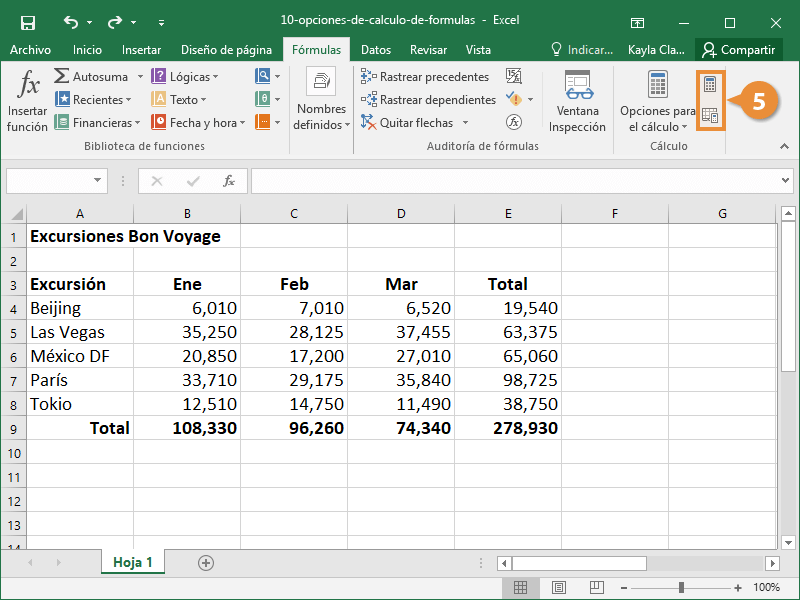 10-opciones-de-calculo-de-formulas - Excel
Archivo Inicio Insertar Diseño de página Fórmulas Datos Revisar Vista Indicar... Kayla Cla... Compartir
fx Autosuma Lógicas Rastrear precedentes
Insertar función Recientes Texto Nombres definidos Rastrear dependientes Ventana Inspección Opciones para el cálculo 5
Financieras Fecha y hora Quitar flechas
Biblioteca de funciones Auditoría de fórmulas Cálculo
fx
A B C D E F G
1 Excursiones Bon Voyage
2
3 Excursión Ene Feb Mar Total
4 Beijing 6,010 7,010 6,520 19,540
5 Las Vegas 35,250 28,125 37,455 63,375
6 México DF 20,850 17,200 27,010 65,060
7 París 33,710 29,175 35,840 98,725
8 Tokio 12,510 14,750 11,490 38,750
9 Total 108,330 96,260 74,340 278,930
10
11
12
13
14
Hoja 1
100%